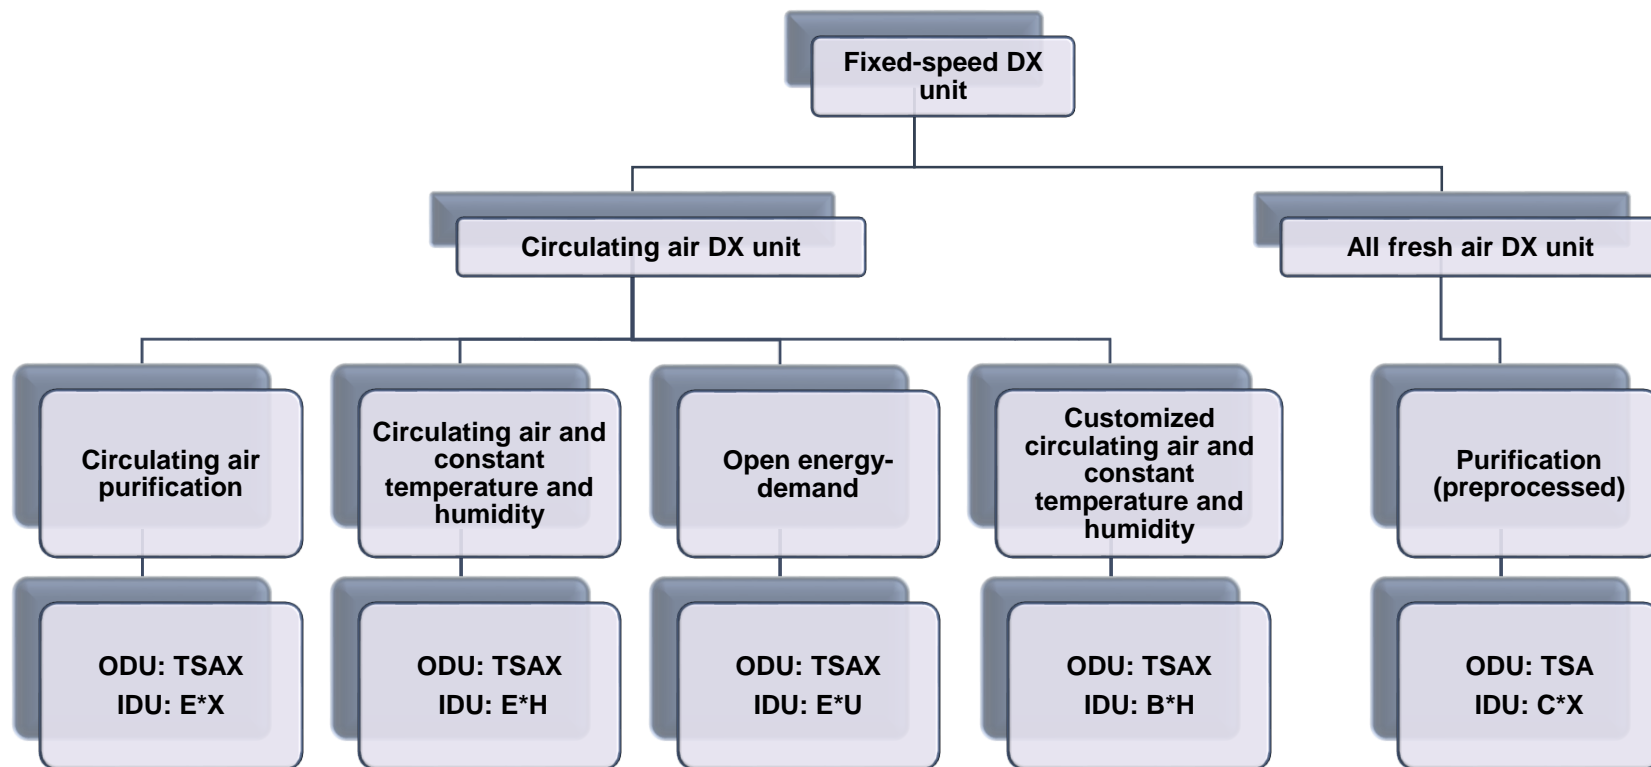 Fixed-speed DX
unit
Circulating air DX unit
All fresh air DX unit
Circulating air
purification
Circulating air and
constant
temperature and
humidity
Open energy-
demand
Customized
circulating air and
constant
temperature and
humidity
Purification
(preprocessed)
ODU: TSAX
IDU: E*X
ODU: TSAX
IDU: E*H
ODU: TSAX
IDU: E*U
ODU: TSAX
IDU: B*H
ODU: TSA
IDU: C*X